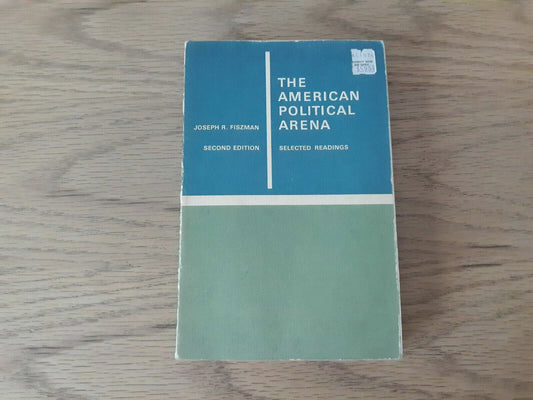 THE
AMERICAN
POLITICAL
ARENA
JOSEPH R. FISZMAN
SECOND EDITION
SELECTED READINGS